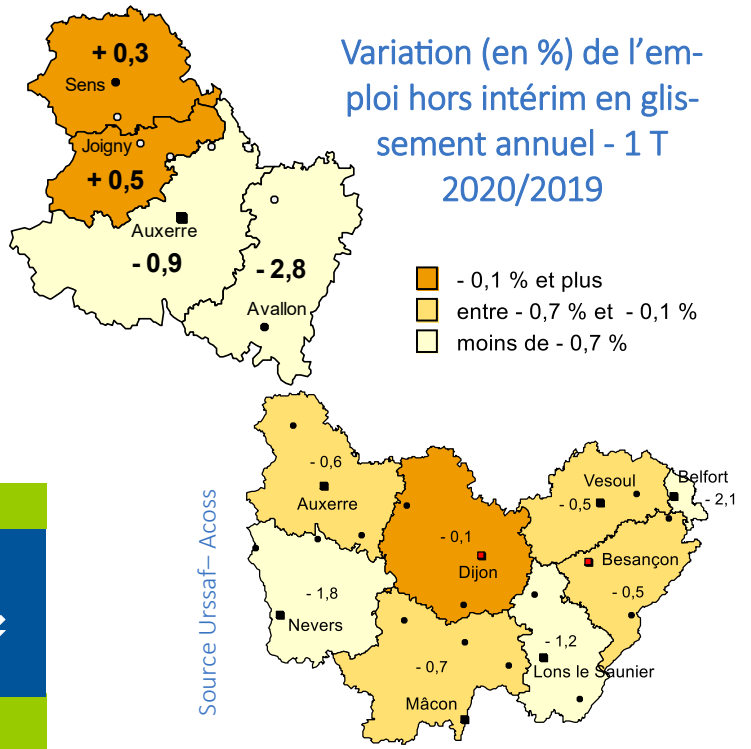 Variation (en %) de l'em-
ploi hors intérim en glis-
sement annuel - 1 T
2020/2019
+ 0,3
Sens
Joigny
+ 0,5
Auxerre
- 0,9
- 2,8
Avallon
- 0,1 % et plus
entre - 0,7 % et - 0,1 %
moins de - 0,7 %
- 0,6
Auxerre
- 0,1
Dijon
Vesoul
- 0,5
Belfort
- 2,1
Besançon
- 0,5
- 1,8
Nevers
- 1,2
Lons le Saunier
- 0,7
Mâcon
Source Urssaf– Acoss